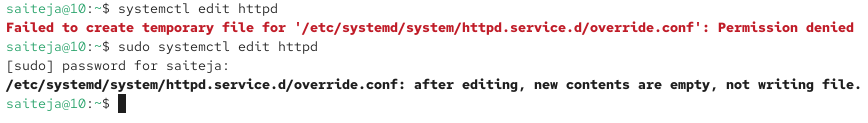 saiteja@10:~$ systemctl edit httpd
Failed to create temporary file for '/etc/systemd/system/httpd.service.d/override.conf': Permission denied
saiteja@10:~$ sudo systemctl edit httpd
[sudo] password for saiteja:
/etc/systemd/system/httpd.service.d/override.conf: after editing, new contents are empty, not writing file.
saiteja@10:~$